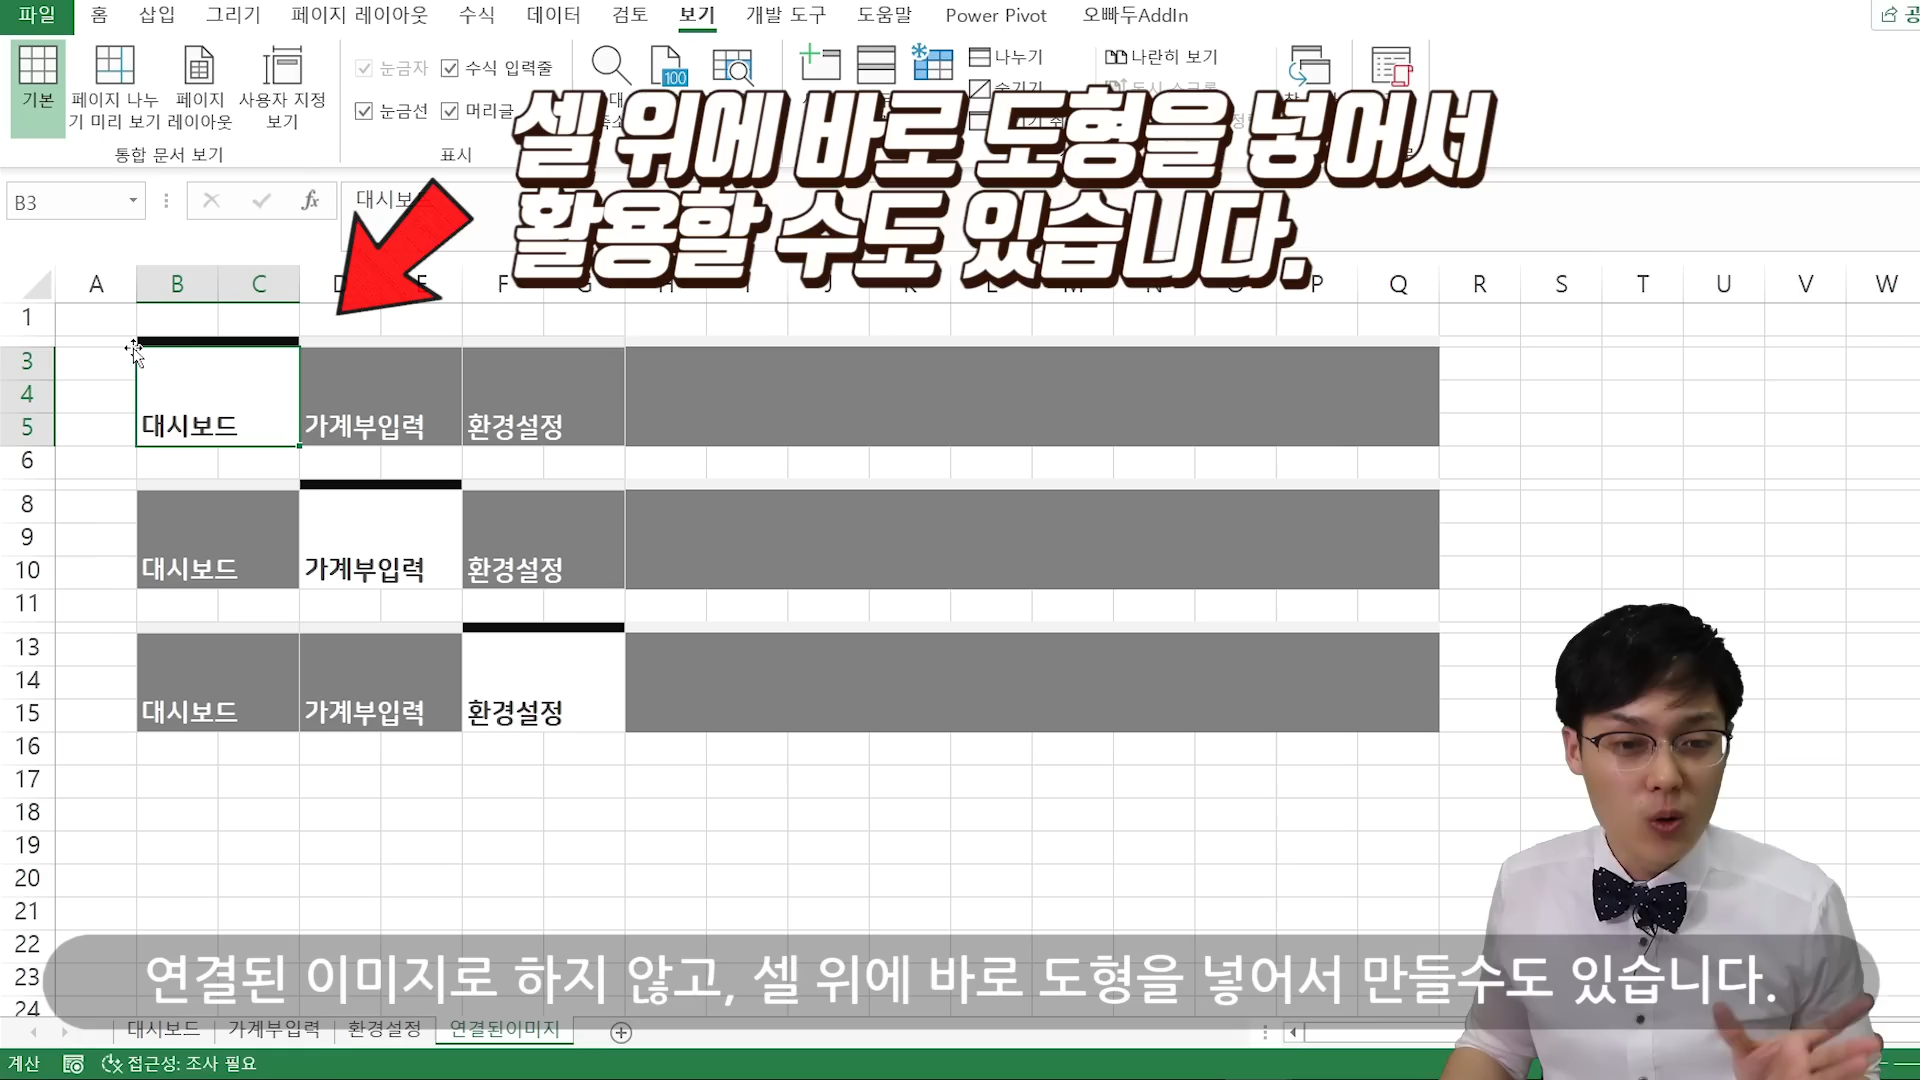 파일 홈 삽입 그리기 페이지 레이아웃 수식 데이터 검토 보기 개발 도구 도움말 Power Pivot 오빠두AddIn
눈금자 수식 입력줄 100 나누기 나란히 보기
기본 페이지 나누 페이지 사용자 지정
기 미리 보기 레이아웃 보기
눈금선
통합 문서 보기 표시
셀 위에 바로 도형을 넣어서
활용할 수도 있습니다.
B3 fx
A B C F P Q R S T U V W
1
3
4
5 대시보드 가계부입력 환경설정
6
8
9
10 대시보드 가계부입력 환경설정
11
13
14
15 대시보드 가계부입력 환경설정
16
17
18
19
20
21
22
23
24
연결된 이미지로 하지 않고, 셀 위에 바로 도형을 넣어서 만들수도 있습니다.
대시보드 가계부입력 환경설정 연결된이미지
계산 접근성: 조사 필요